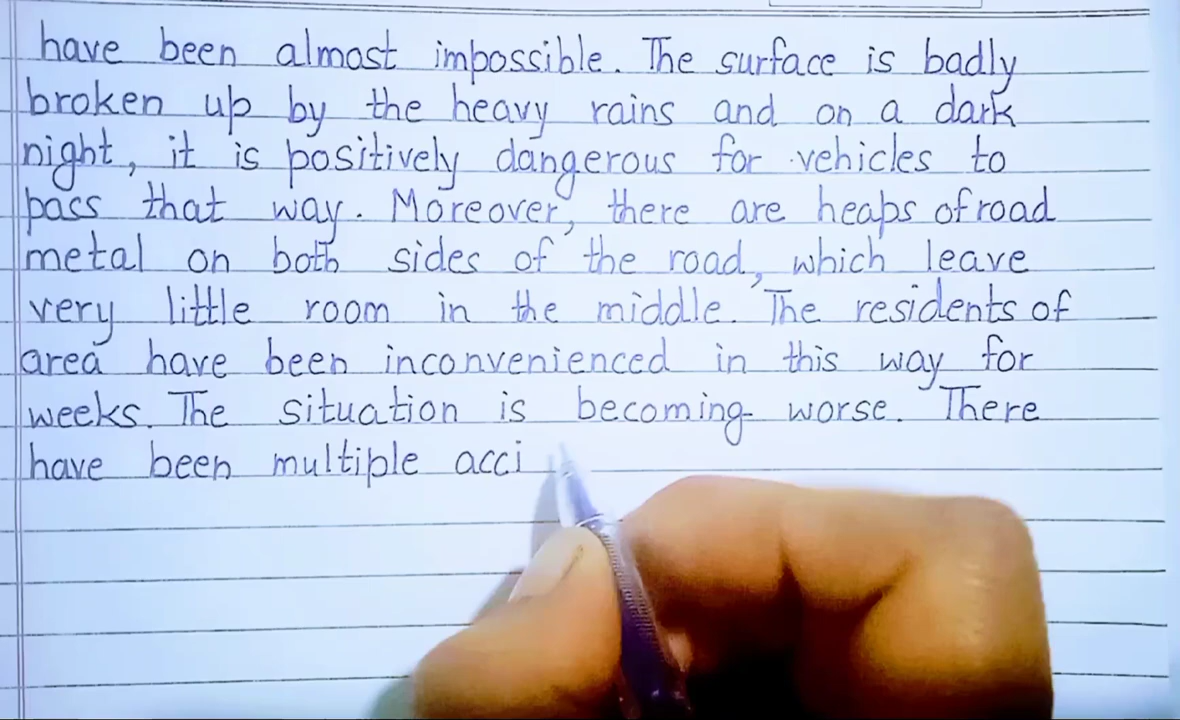 have been almost impossible. The surface is badly
broken up by the heavy rains and on a dark
night, it is positively dangerous for vehicles to
pass that way. Moreover, there are heaps of road
metal on both sides of the road, which leave
very little room in the middle. The residents of
area have been inconvenienced in this way for
weeks. The situation is becoming worse. There
have been multiple acci